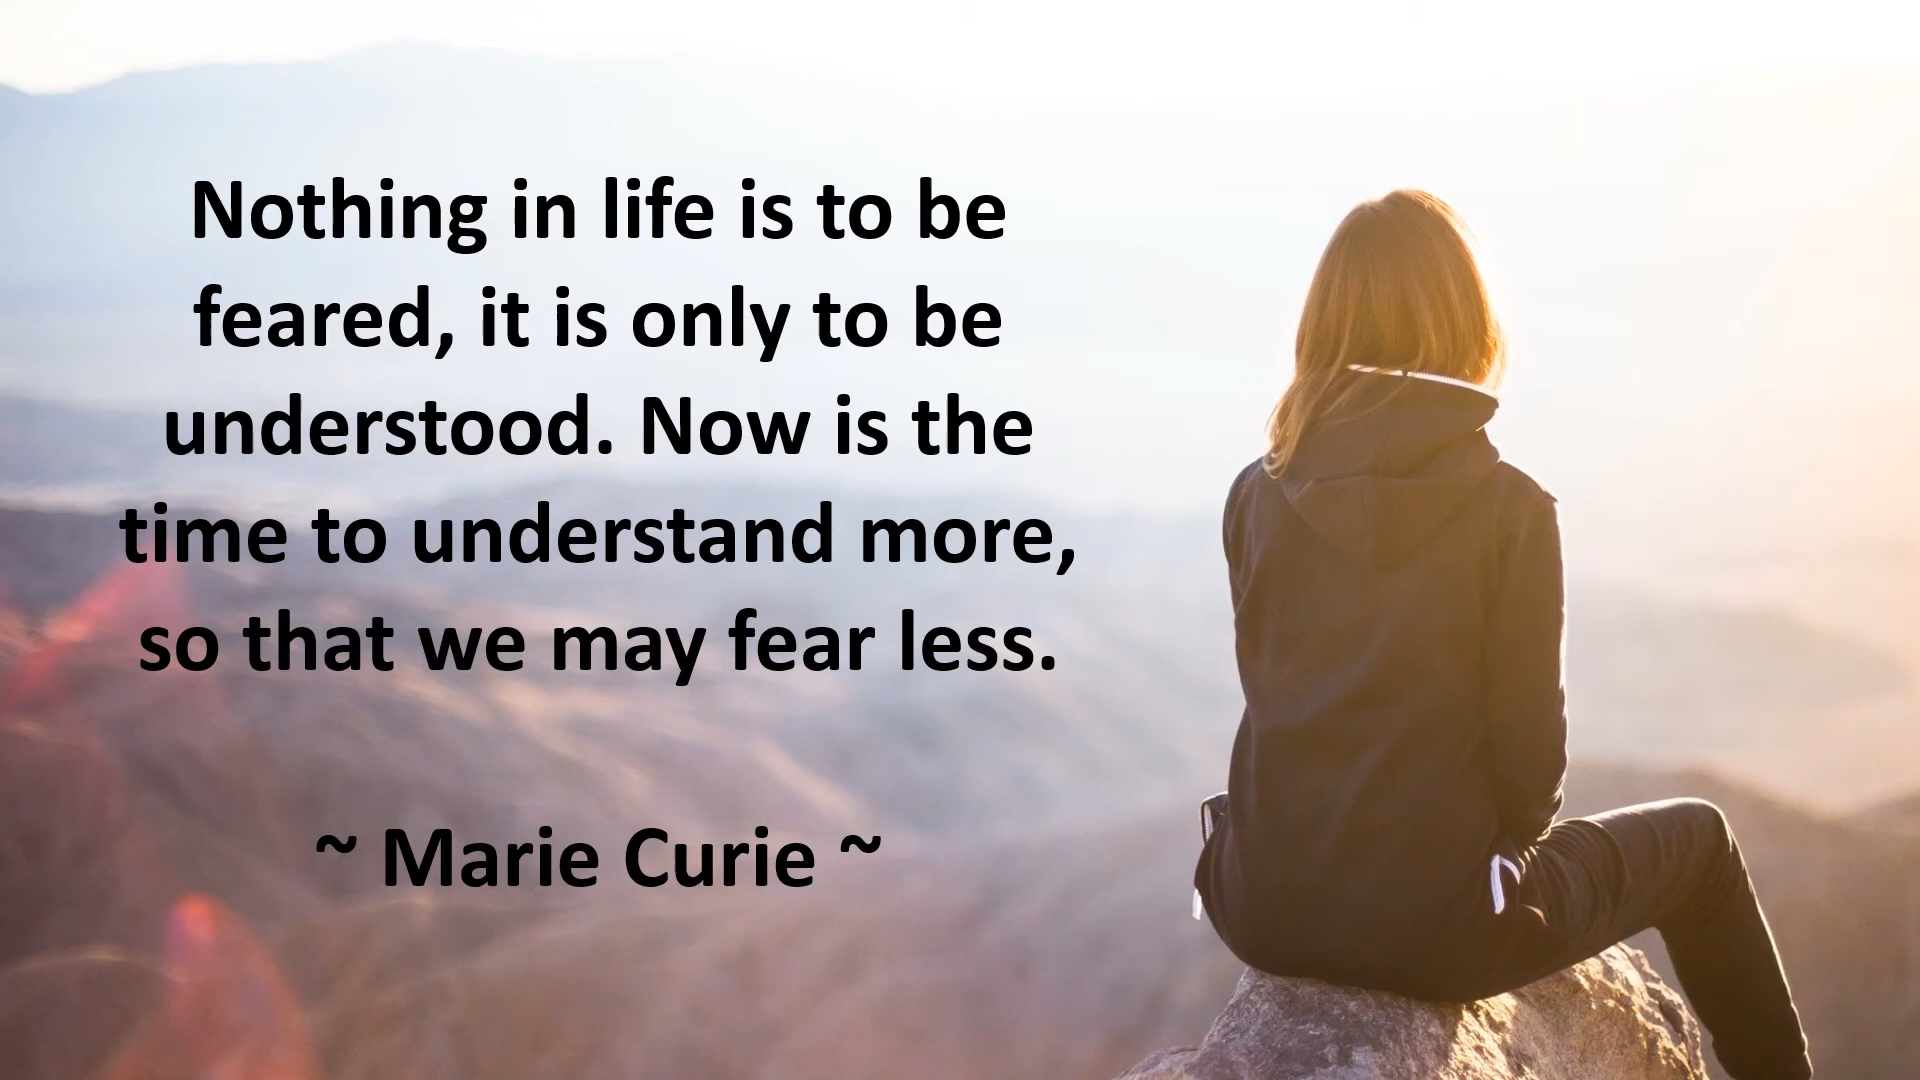 Nothing in life is to be
feared, it is only to be
understood. Now is the
time to understand more,
so that we may fear less.
~ Marie Curie ~